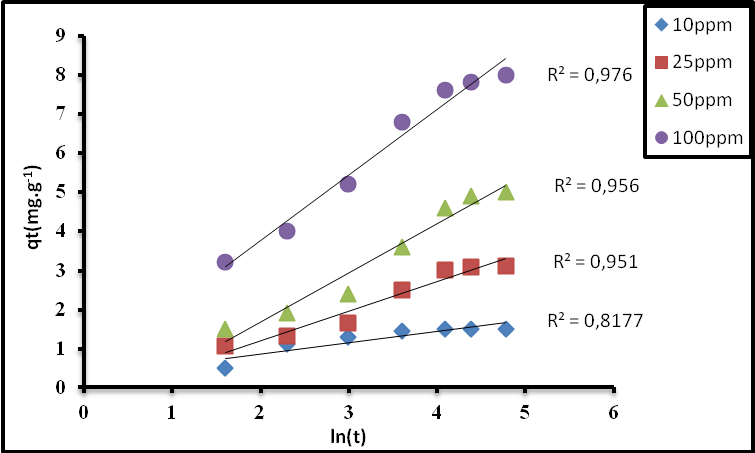 9
8
7
6
5
4
3
2
1
0
qt(mg.g⁻¹)
0 1 2 3 4 5 6
ln(t)
R² = 0,976
R² = 0,956
R² = 0,951
R² = 0,8177
10ppm
25ppm
50ppm
100ppm